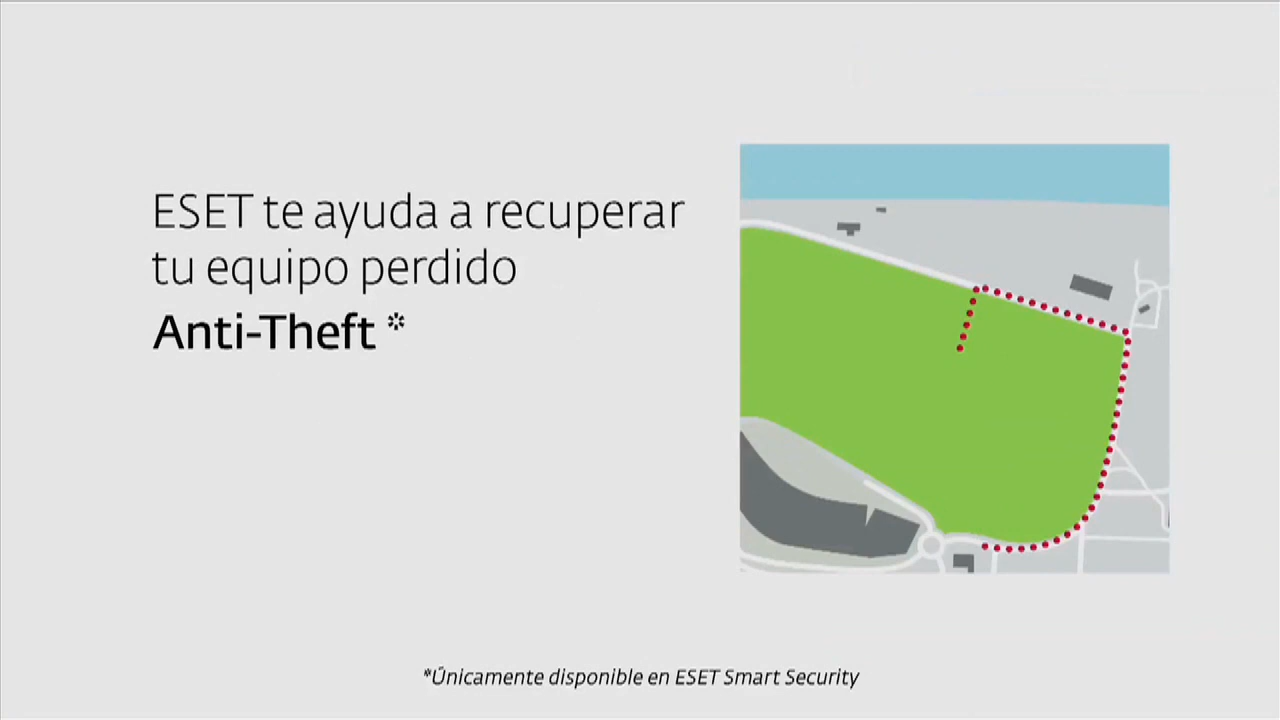 ESET te ayuda a recuperar
tu equipo perdido
Anti-Theft *
*Únicamente disponible en ESET Smart Security